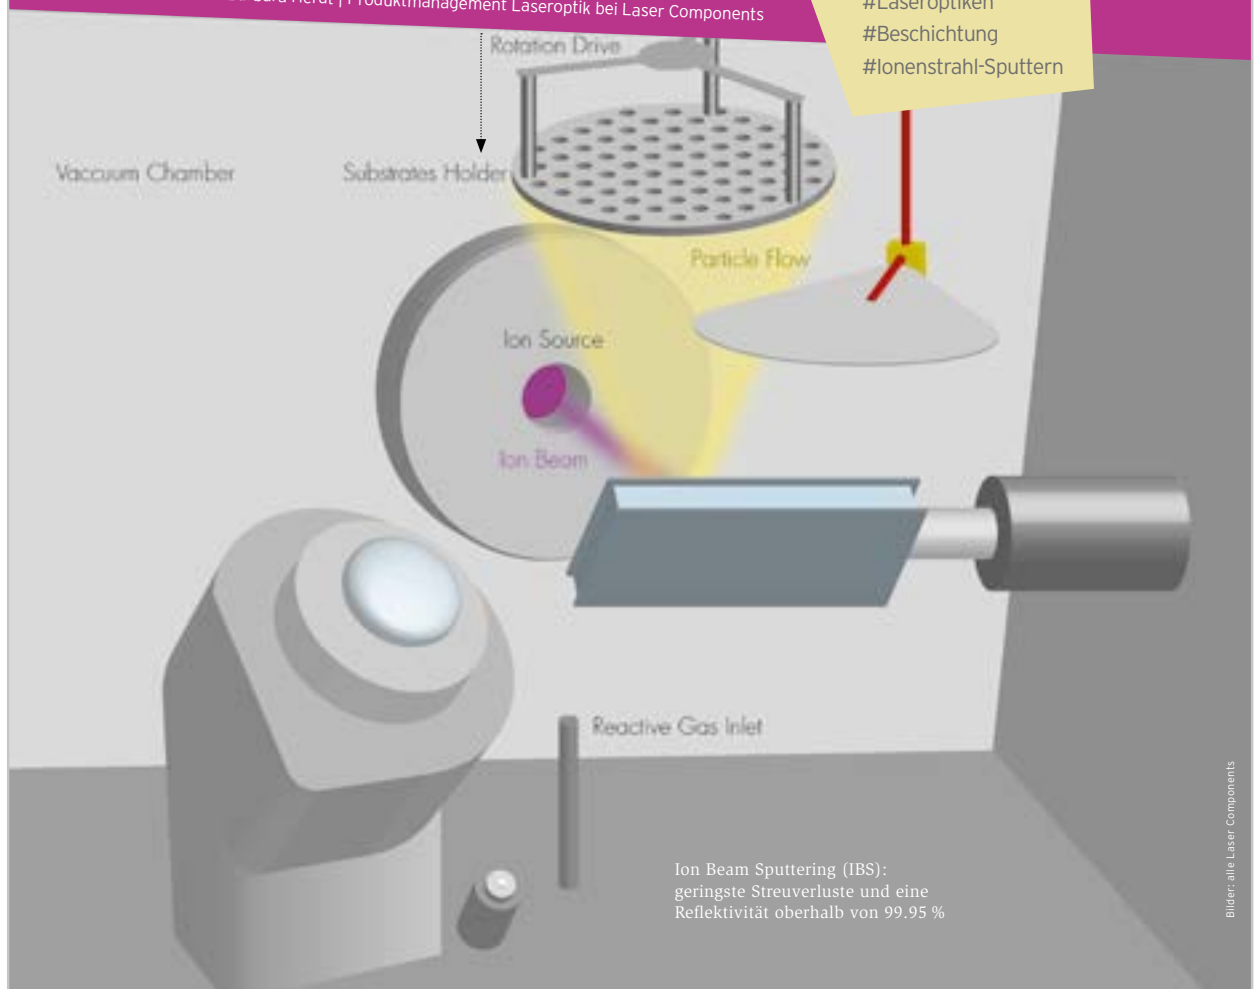 | Produktmanagement Laseroptik bei Laser Components
#Laseroptiken
#Beschichtung
#Ionenstrahl-Sputtern
Rotation Drive
Vaccuum Chamber
Substrates Holder
Particle Flow
Ion Source
Ion Beam
Reactive Gas Inlet
Ion Beam Sputtering (IBS):
geringste Streuverluste und eine
Reflektivität oberhalb von 99.95 %
Bilder: alle Laser Components